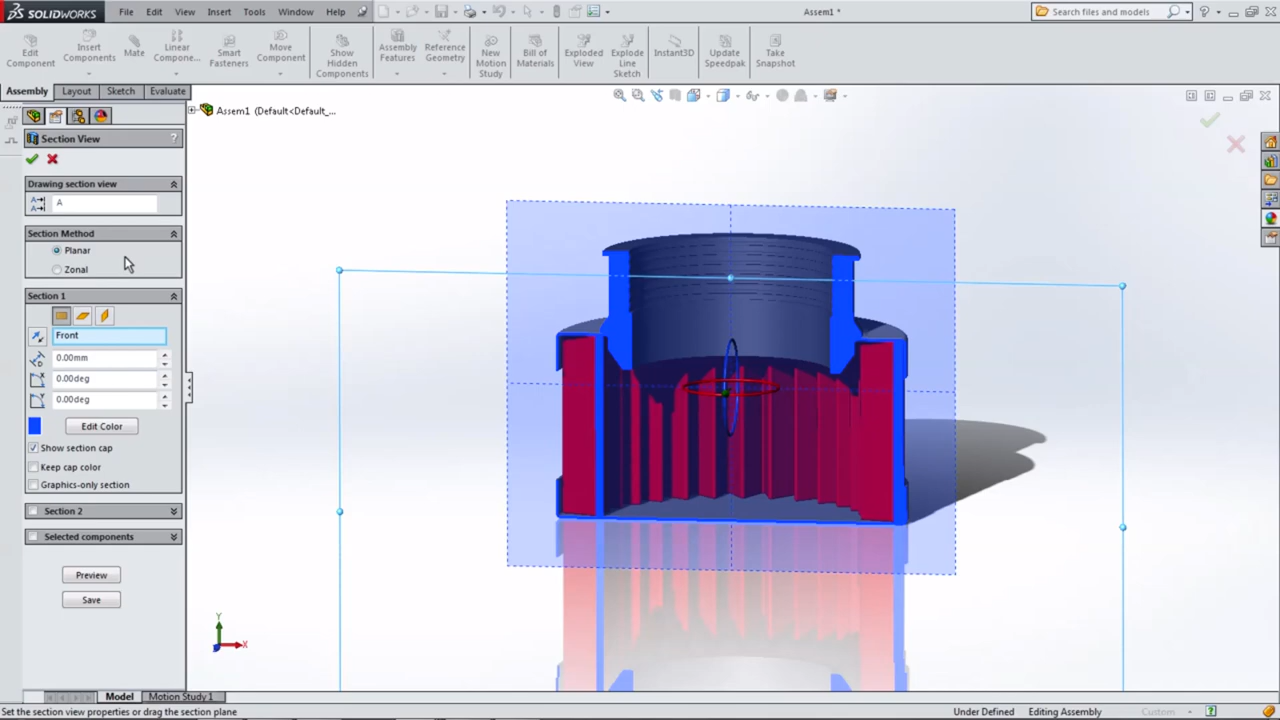 SOLIDWORKS File Edit View Insert Tools Window Help Assem1 * Search files and models
Edit Component
Insert Components
Mate
Linear Compone...
Smart Fasteners
Move Component
Show Hidden Components
Assembly Features
Reference Geometry
New Motion Study
Bill of Materials
Exploded View
Explode Line Sketch
Instant3D
Update Speedpak
Take Snapshot
Assembly Layout Sketch Evaluate
Assem1 (Default<Default_...
Section View ?
Drawing section view
A
Section Method
Planar
Zonal
Section 1
Front
0.00mm
0.00deg
0.00deg
Edit Color
Show section cap
Keep cap color
Graphics-only section
Section 2
Selected components
Preview
Save
Y
X
Model Motion Study 1
Set the section view properties or drag the section plane Under Defined Editing Assembly Custom